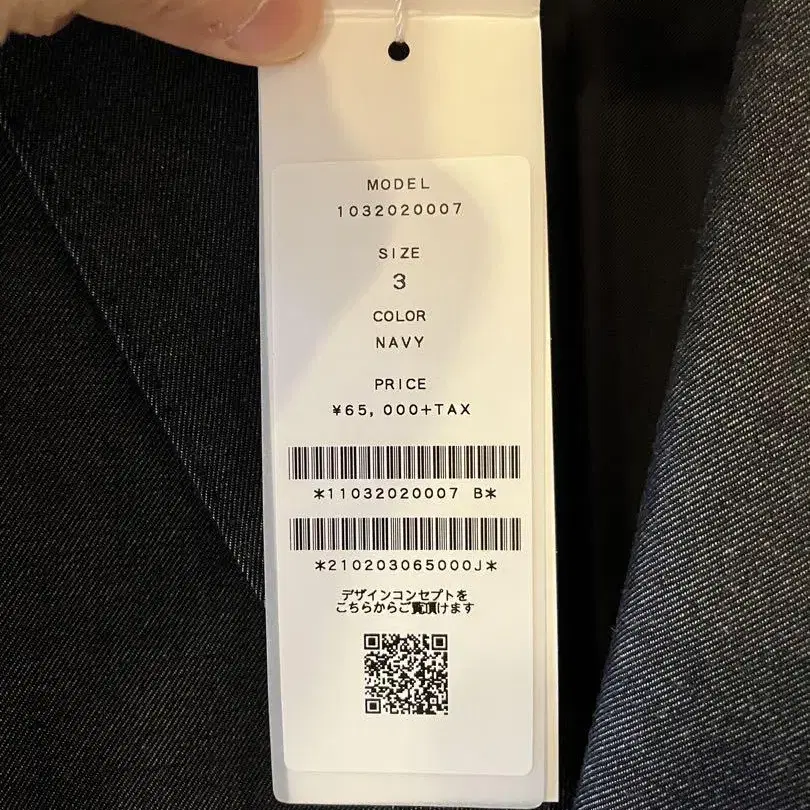 MODEL
1032020007
SIZE
3
COLOR
NAVY
PRICE
¥65,000+TAX
*11032020007 B*
*210203065000J*
デザインコンセプトを
こちらからご覧頂けます